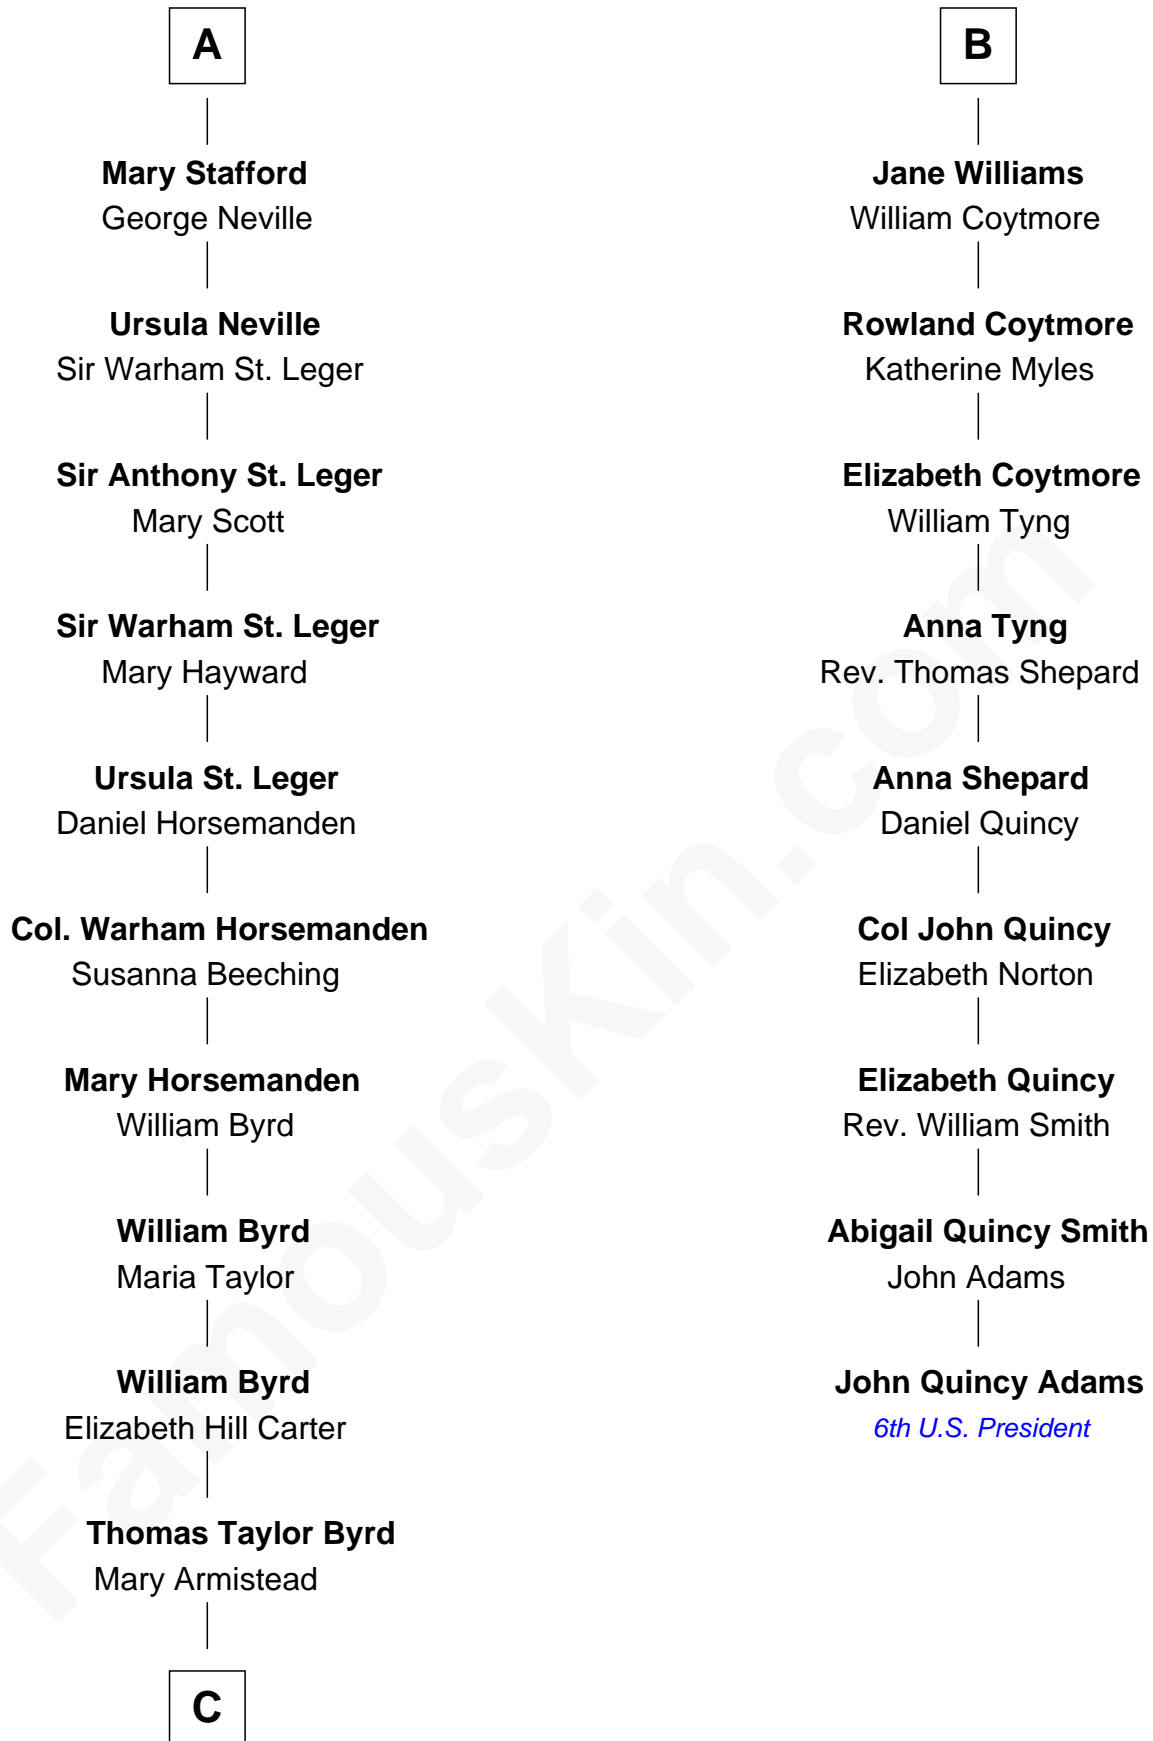 A
Mary Stafford
George Neville
Ursula Neville
Sir Warham St. Leger
Sir Anthony St. Leger
Mary Scott
Sir Warham St. Leger
Mary Hayward
Ursula St. Leger
Daniel Horsemanden
Col. Warham Horsemanden
Susanna Beeching
Mary Horsemanden
William Byrd
William Byrd
Maria Taylor
William Byrd
Elizabeth Hill Carter
Thomas Taylor Byrd
Mary Armistead
C
B
Jane Williams
William Coytmore
Rowland Coytmore
Katherine Myles
Elizabeth Coytmore
William Tyng
Anna Tyng
Rev. Thomas Shepard
Anna Shepard
Daniel Quincy
Col John Quincy
Elizabeth Norton
Elizabeth Quincy
Rev. William Smith
Abigail Quincy Smith
John Adams
John Quincy Adams
6th U.S. President
FamousKin.com